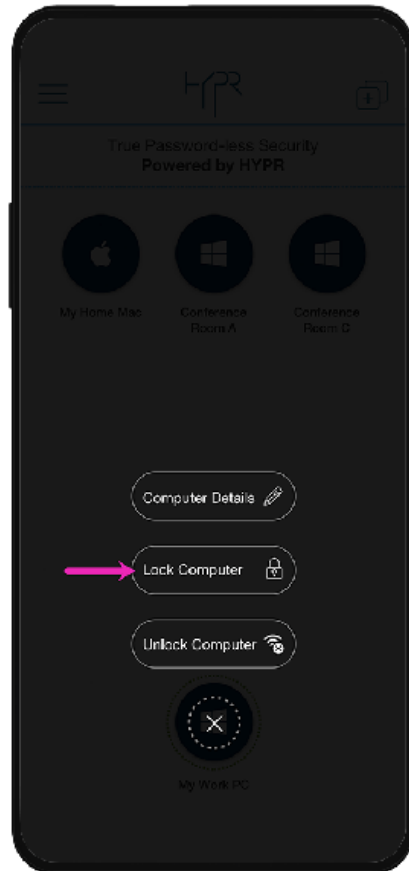 HYPR
True Password-less Security
Powered by HYPR
My Home Mac
Conference
Room A
Conference
Room C
Computer Details
Lock Computer
Unlock Computer
My Work PC